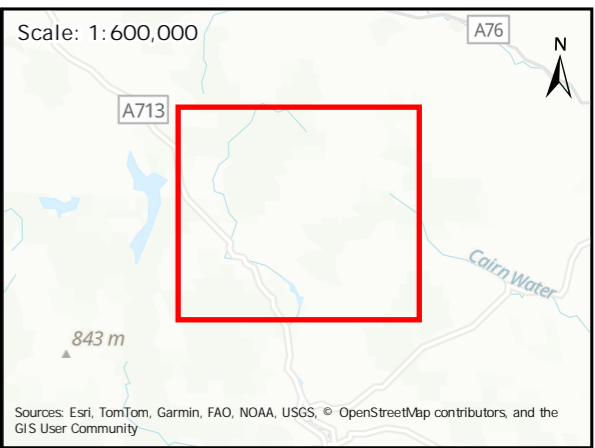 Scale: 1:600,000
A76
N
A713
Cairn Water
843 m
Sources: Esri, TomTom, Garmin, FAO, NOAA, USGS, © OpenStreetMap contributors, and the
GIS User Community